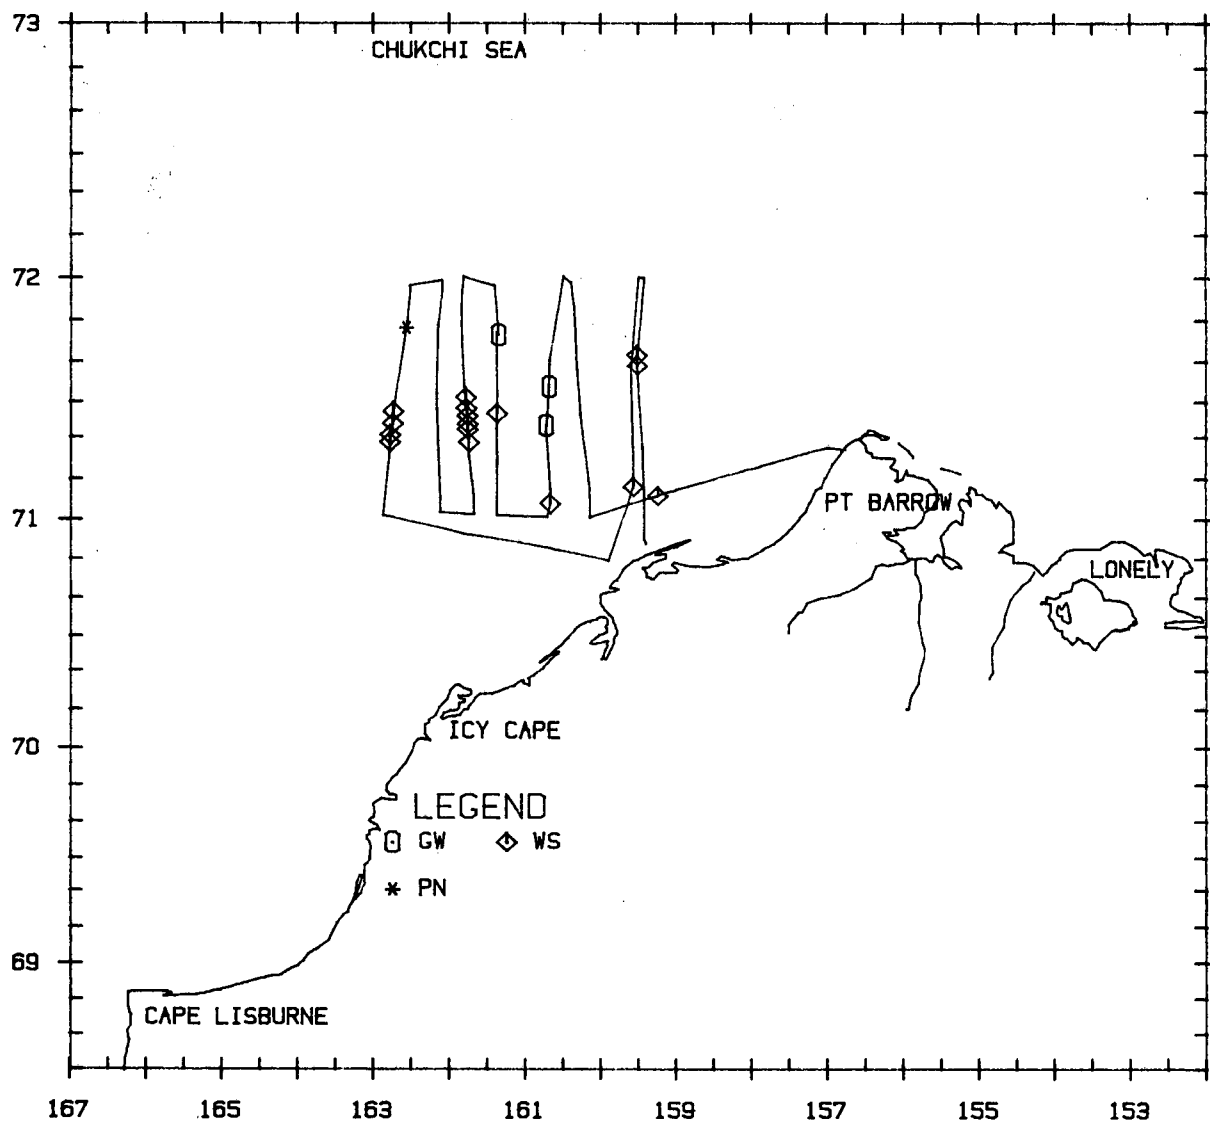 73
CHUKCHI SEA
72
71
PT BARROW
LONELY
70
ICY CAPE
LEGEND
GW WS
PN
69
CAPE LISBURNE
167 165 163 161 159 157 155 153